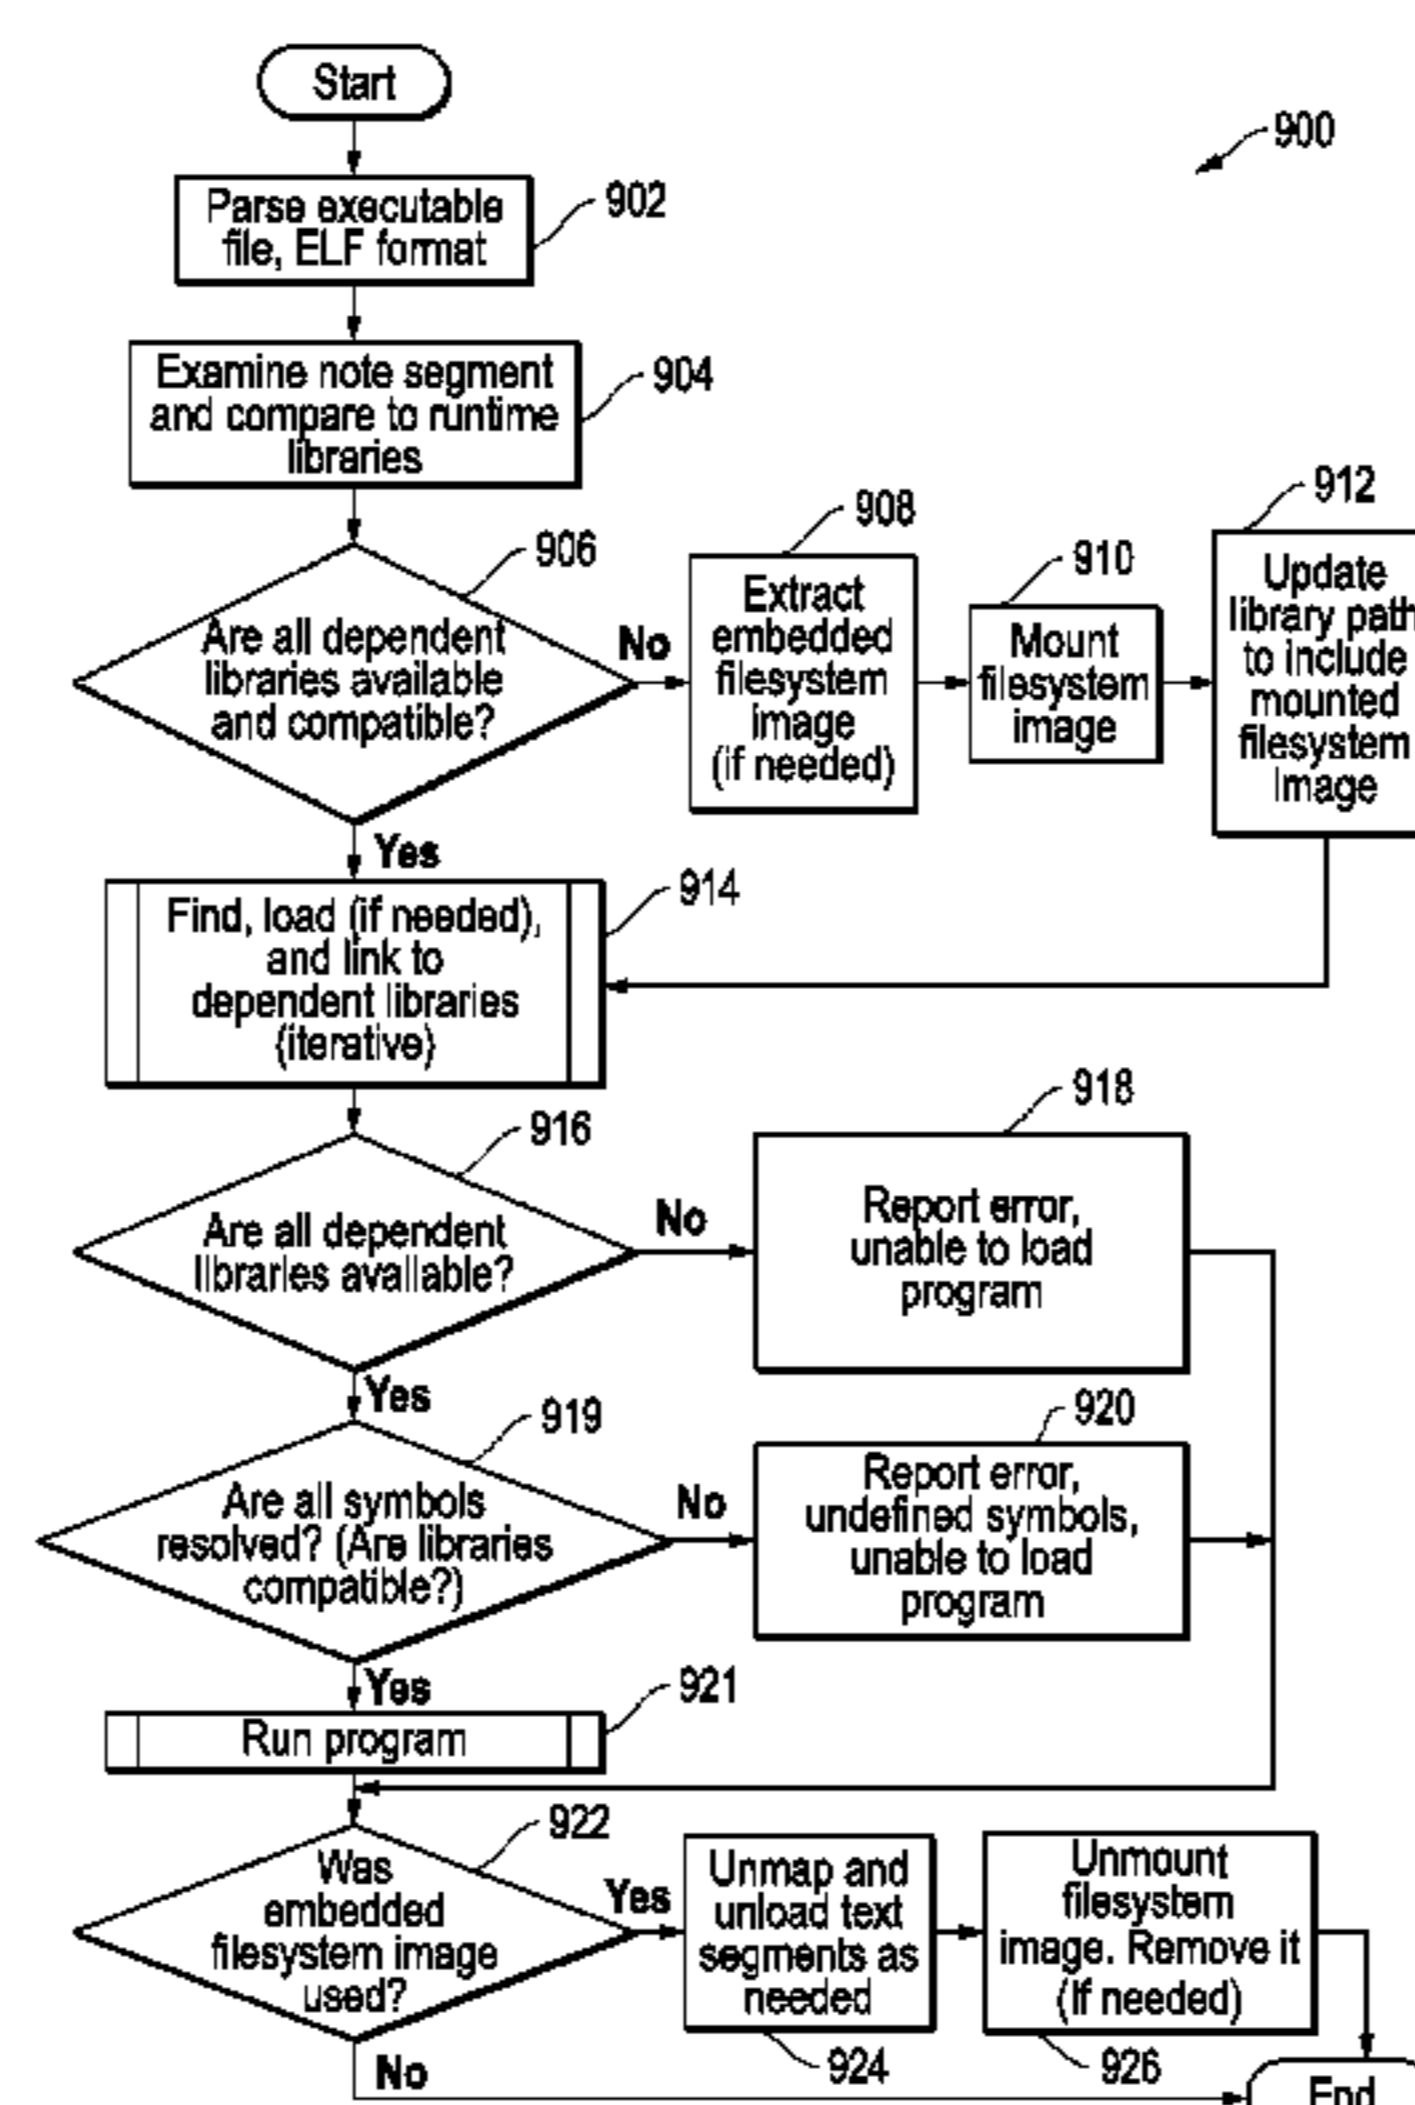 Start
900
Parse executable
file, ELF format
902
Examine note segment
and compare to runtime
libraries
904
Are all dependent
libraries available
and compatible?
906
No
Extract
embedded
filesystem
image
(if needed)
908
Mount
filesystem
image
910
Update
library path
to include
mounted
filesystem
image
912
Yes
Find, load (if needed),
and link to
dependent libraries
(iterative)
914
Are all dependent
libraries available?
916
No
Report error,
unable to load
program
918
Yes
Are all symbols
resolved? (Are libraries
compatible?)
919
No
Report error,
undefined symbols,
unable to load
program
920
Yes
Run program
921
Was
embedded
filesystem image
used?
922
Yes
Unmap and
unload text
segments as
needed
924
Unmount
filesystem
image. Remove it
(If needed)
926
No
End